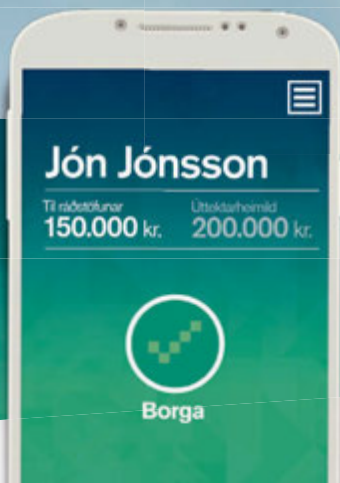 Jón Jónsson
Til ráðstöfunar Úttektarheimild
150.000 kr. 200.000 kr.
Borga